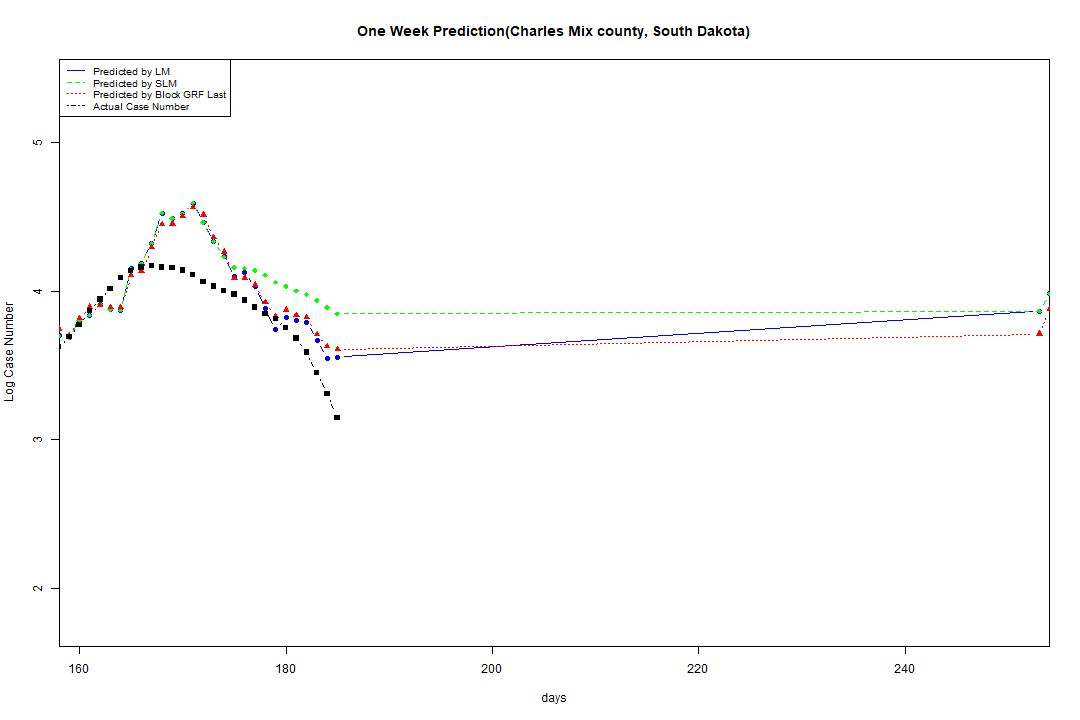 One Week Prediction(Charles Mix county, South Dakota)
Predicted by LM
Predicted by SLM
Predicted by Block GRF Last
Actual Case Number
5
4
3
2
Log Case Number
160 180 200 220 240
days